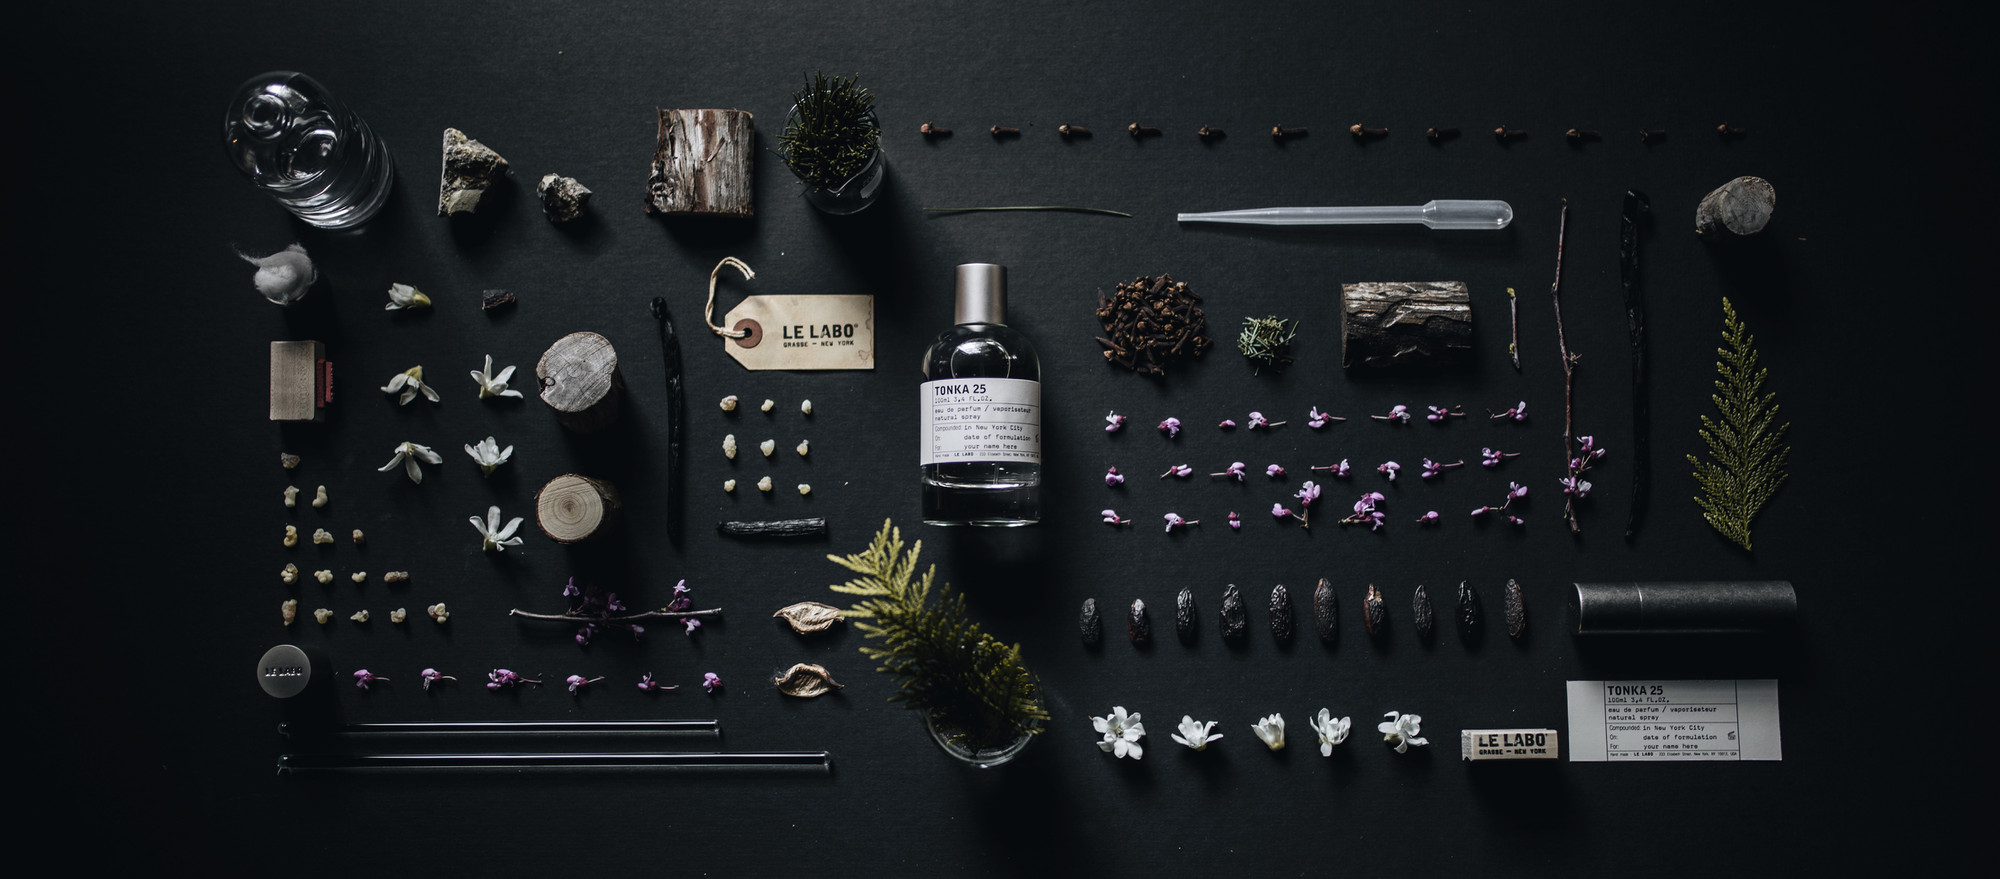 LE LABO®
GRASSE — NEW YORK
TONKA 25
100ml 3,4 FL.OZ.
eau de parfum / vaporisateur
natural spray
Compounded: in New York City
On: date of formulation
For: your name here
LE LABO
LE LABO
LE LABO®
GRASSE — NEW YORK
TONKA 25
100ml 3,4 FL.OZ.
eau de parfum / vaporisateur
natural spray
Compounded: in New York City
On: date of formulation
For: your name here
LE LABO